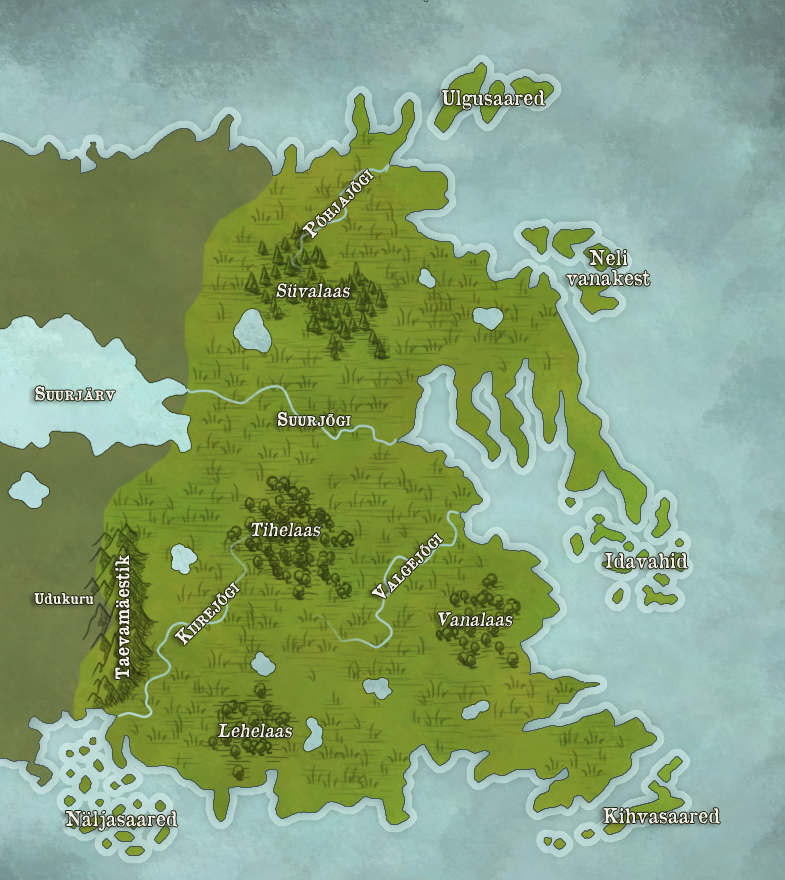 Ulgusaared
Põhjajõgi
Neli
vanakest
Süvalaas
Suurjärv
Suurjõgi
Tihelaas
Valgejõgi
Idavahid
Taevamäestik
Udukuru
Kiirejõgi
Vanalaas
Lehelaas
Näljasaared
Kihvasaared